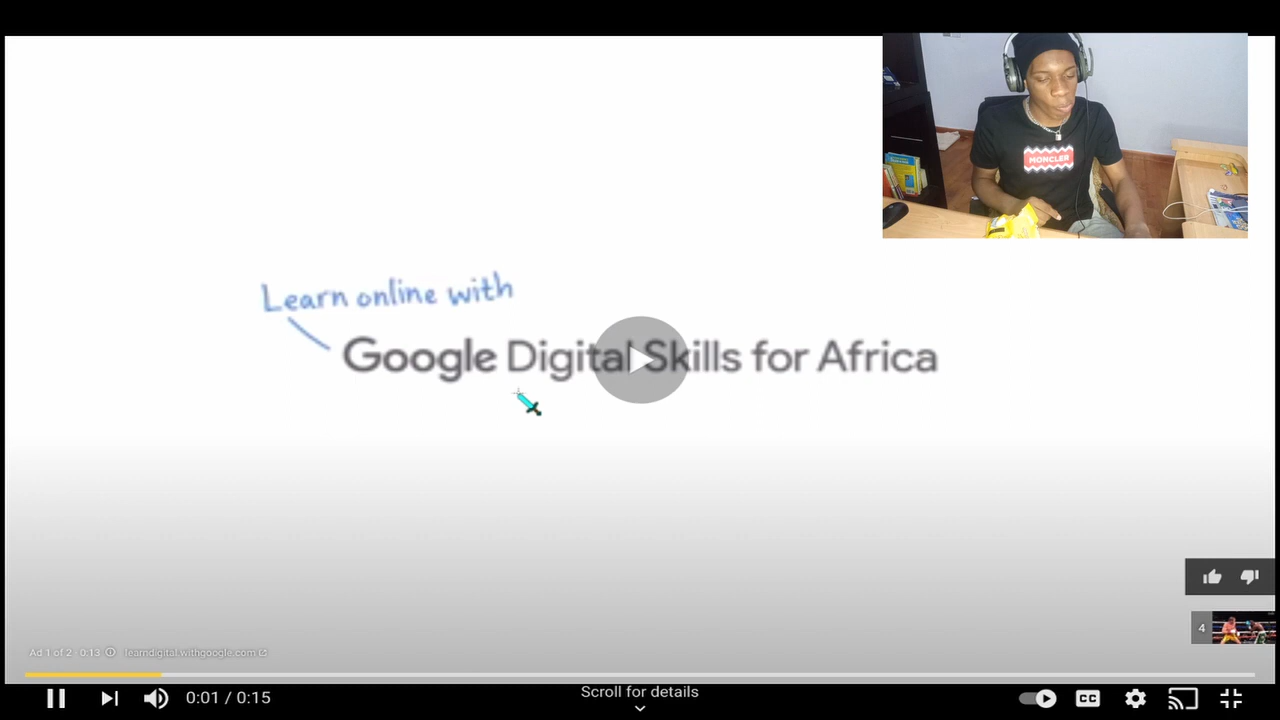 MONCLER
Learn online with
Google Digital Skills for Africa
4
Ad 1 of 2 · 0:13 learndigital.withgoogle.com
0:01 / 0:15
Scroll for details
CC